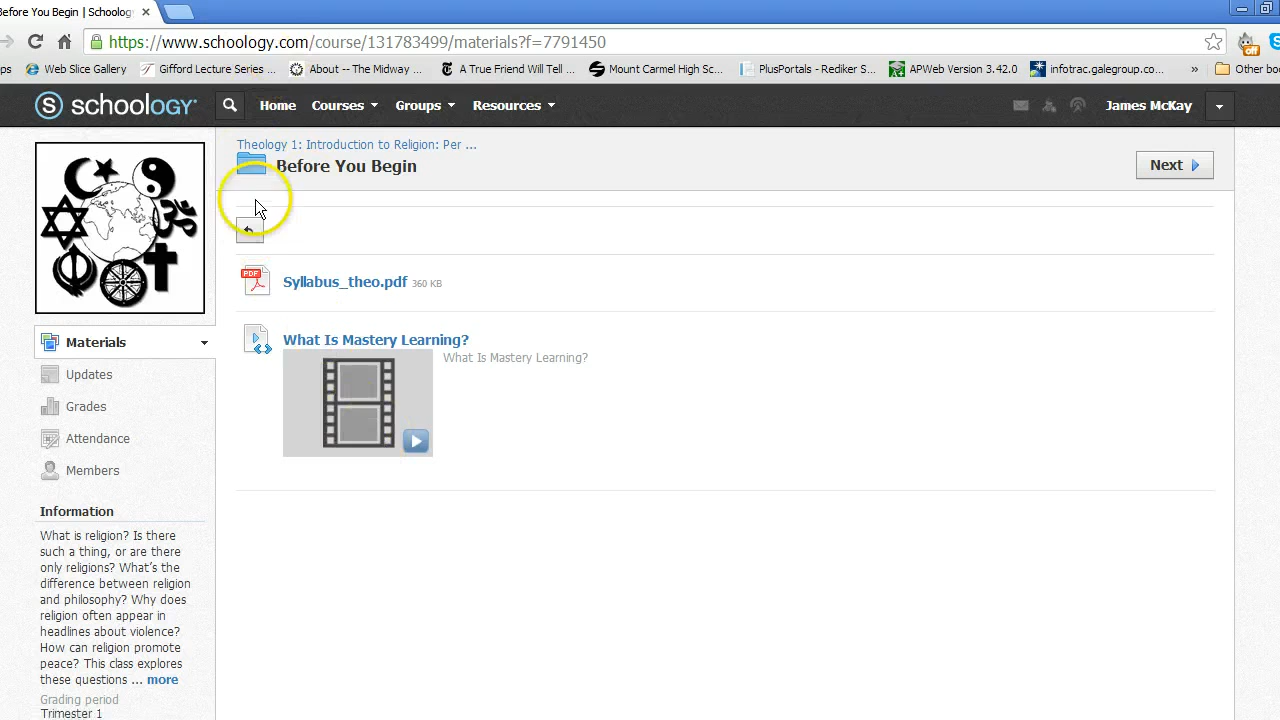 Before You Begin | Schoology
https://www.schoology.com/course/131783499/materials?f=7791450
off
ps Web Slice Gallery Gifford Lecture Series ... About -- The Midway ... A True Friend Will Tell ... Mount Carmel High Sc... PlusPortals - Rediker S... APWeb Version 3.42.0 infotrac.galegroup.com... » Other bo
S schoology Home Courses Groups Resources James McKay
Theology 1: Introduction to Religion: Per ...
Before You Begin
Next
PDF
Syllabus_theo.pdf 360 KB
What Is Mastery Learning?
What Is Mastery Learning?
Materials
Updates
Grades
Attendance
Members
Information
What is religion? Is there
such a thing, or are there
only religions? What's the
difference between religion
and philosophy? Why does
religion often appear in
headlines about violence?
How can religion promote
peace? This class explores
these questions ... more
Grading period
Trimester 1